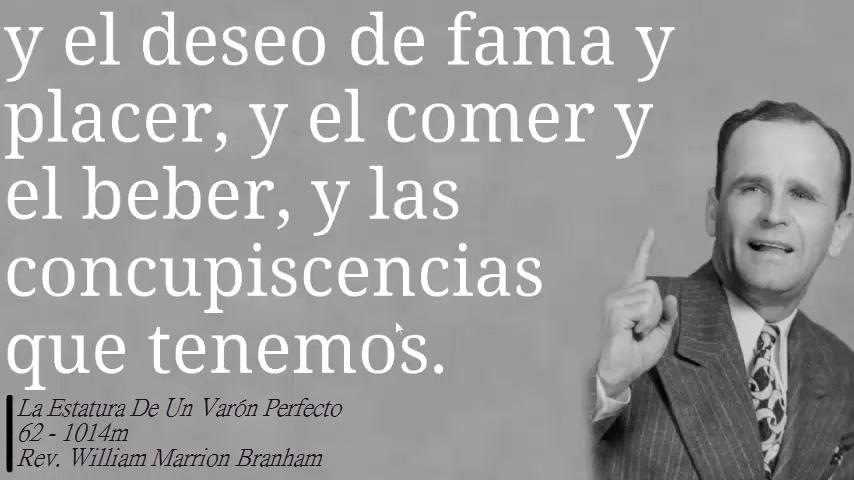 y el deseo de fama y
placer, y el comer y
el beber, y las
concupiscencias
que tenemos.
La Estatura De Un Varón Perfecto
62 - 1014m
Rev. William Marrion Branham